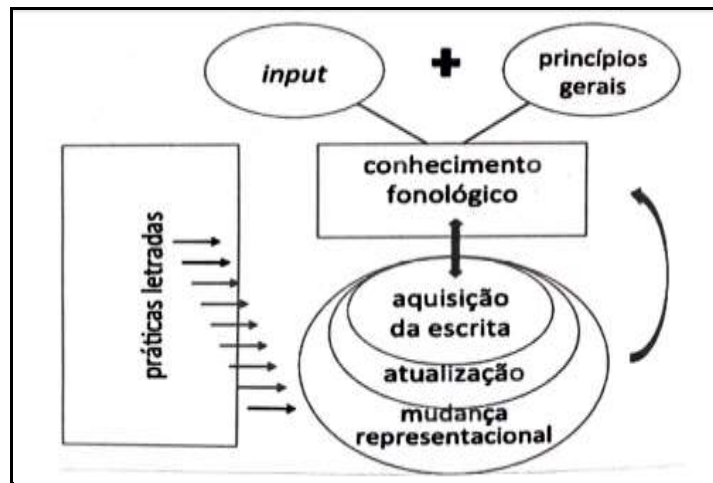 input
+
princípios
gerais
conhecimento
fonológico
práticas letradas
aquisição
da escrita
atualização
mudança
representacional